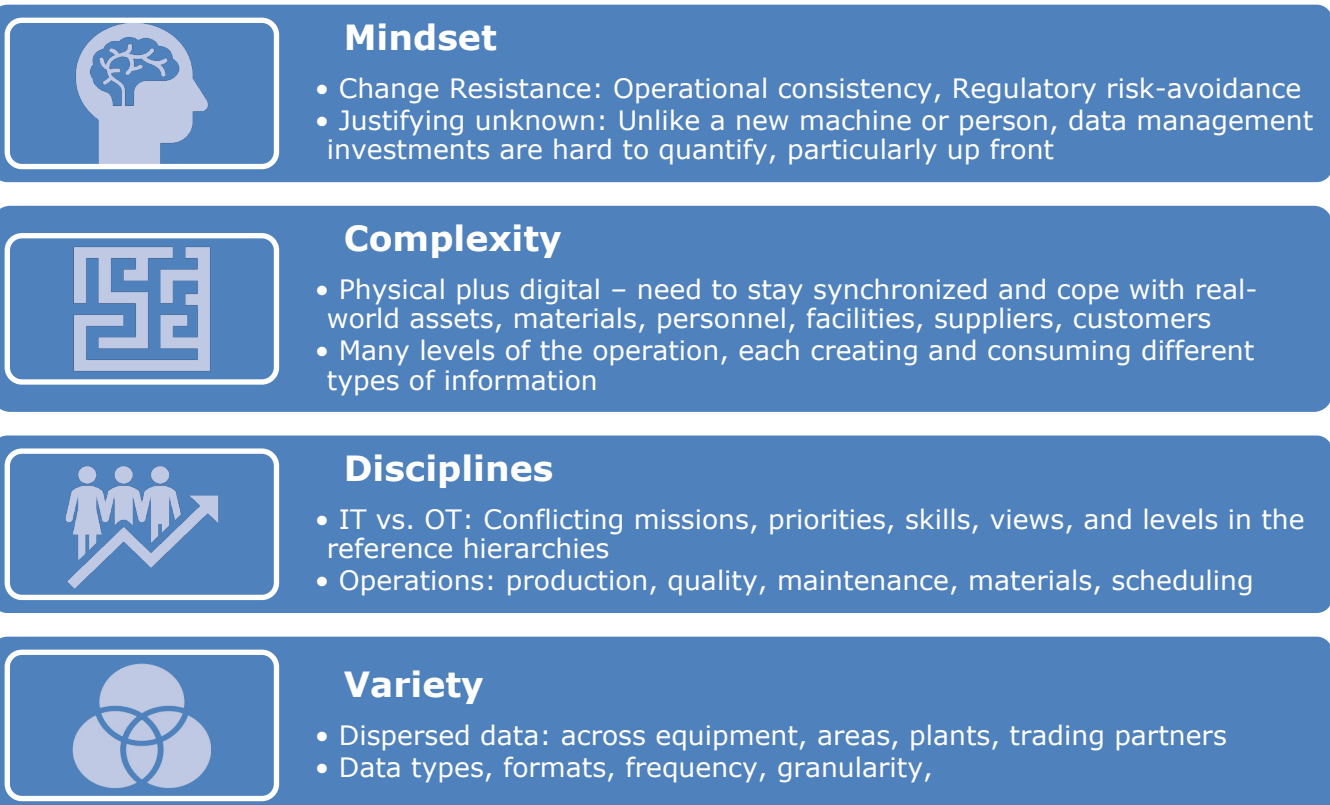 Mindset
• Change Resistance: Operational consistency, Regulatory risk-avoidance
• Justifying unknown: Unlike a new machine or person, data management
investments are hard to quantify, particularly up front
Complexity
• Physical plus digital – need to stay synchronized and cope with real-
world assets, materials, personnel, facilities, suppliers, customers
• Many levels of the operation, each creating and consuming different
types of information
Disciplines
• IT vs. OT: Conflicting missions, priorities, skills, views, and levels in the
reference hierarchies
• Operations: production, quality, maintenance, materials, scheduling
Variety
• Dispersed data: across equipment, areas, plants, trading partners
• Data types, formats, frequency, granularity,